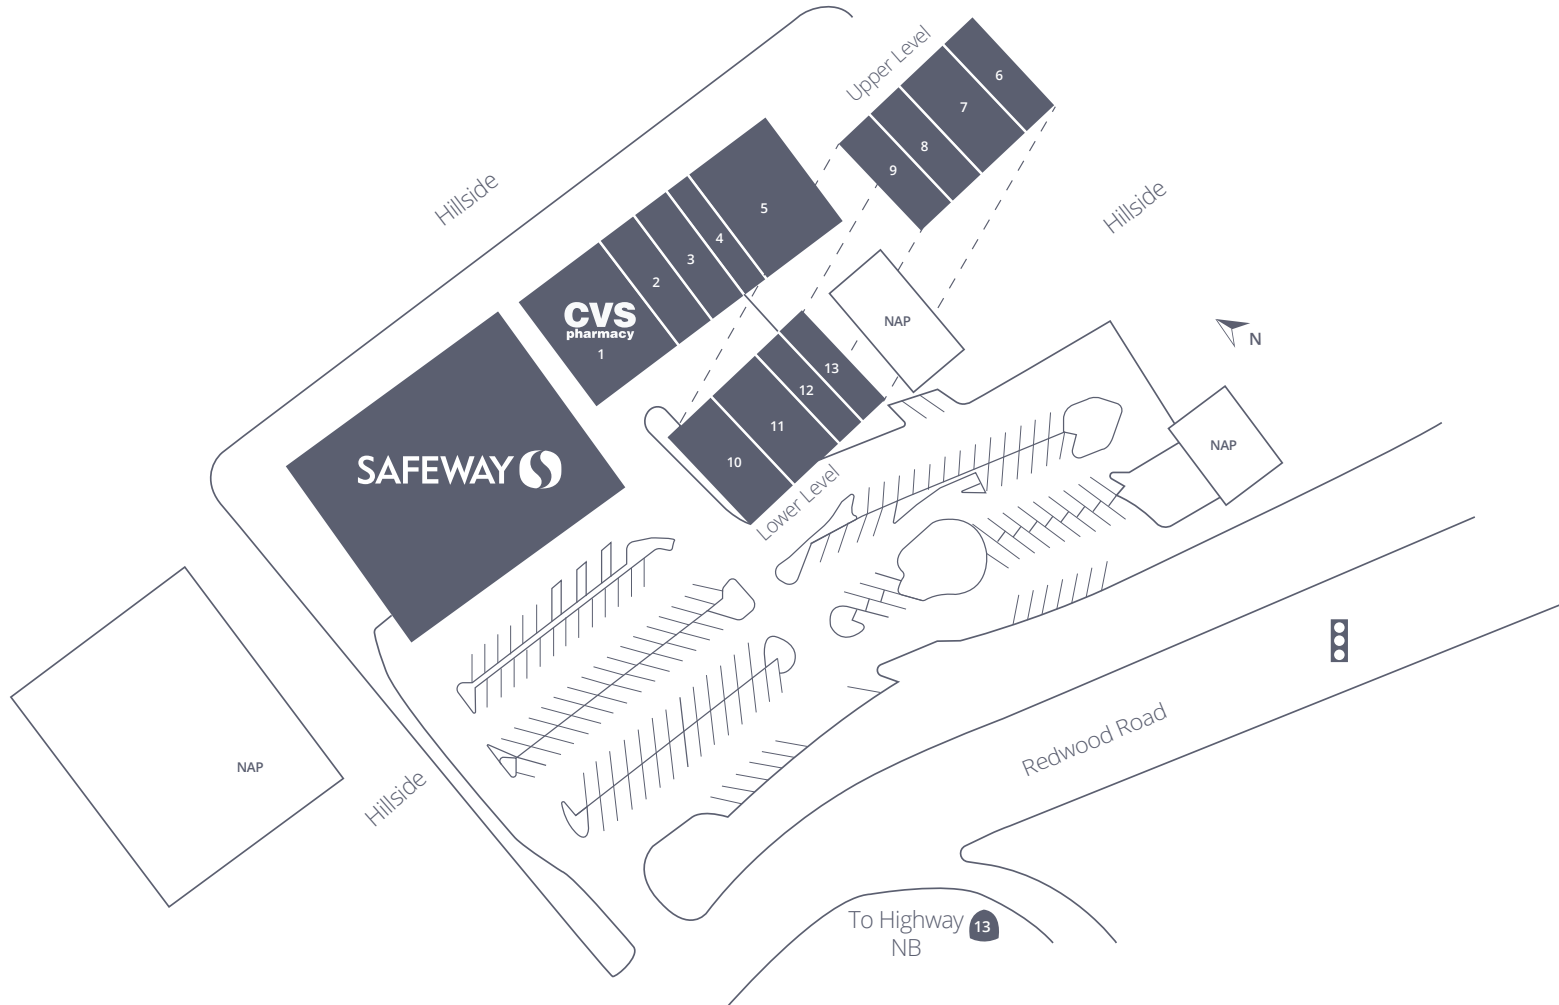 Upper Level
6
7
8
9
Hillside
Hillside
5
4
3
2
CVS
pharmacy
1
NAP
N
13
12
11
10
SAFEWAY
NAP
Lower Level
NAP
Hillside
Redwood Road
To Highway
NB
13